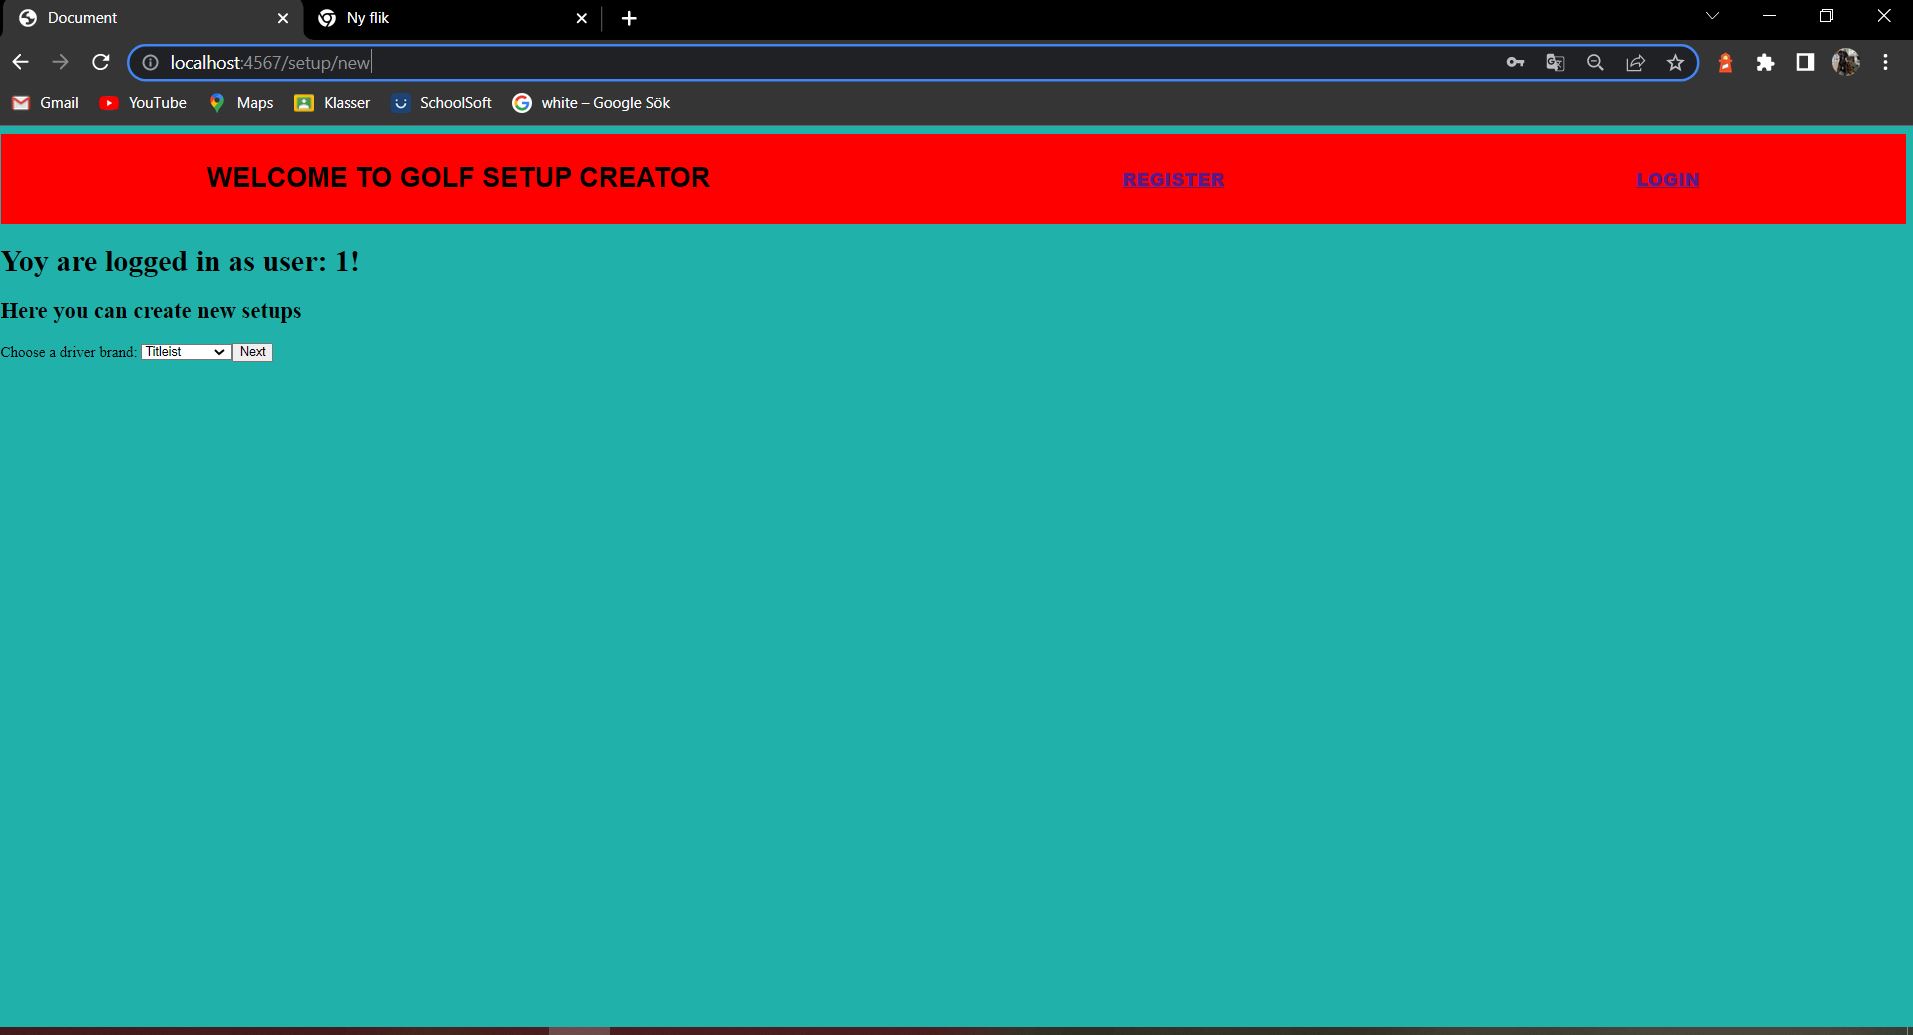 Document
Ny flik
localhost:4567/setup/new
Gmail YouTube Maps Klasser SchoolSoft white – Google Sök
WELCOME TO GOLF SETUP CREATOR REGISTER LOGIN
Yoy are logged in as user: 1!
Here you can create new setups
Choose a driver brand: Titleist Next